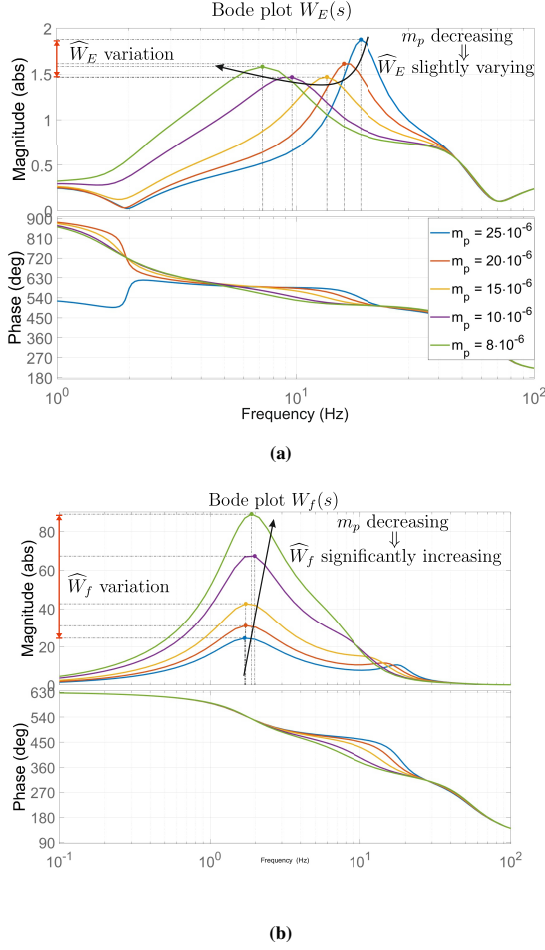 Bode plot W_E(s)
Magnitude (abs)
2
1.5
1
0.5
0
Ŵ_E variation
m_p decreasing
⇓
Ŵ_E slightly varying
Phase (deg)
900
810
720
630
540
450
360
270
180
m_p = 25·10^-6
m_p = 20·10^-6
m_p = 15·10^-6
m_p = 10·10^-6
m_p = 8·10^-6
10^0
10^1
10^2
Frequency (Hz)
(a)
Bode plot W_f(s)
Magnitude (abs)
80
60
40
20
0
Ŵ_f variation
m_p decreasing
⇓
Ŵ_f significantly increasing
Phase (deg)
630
540
450
360
270
180
90
10^-1
10^0
10^1
10^2
Frequency (Hz)
(b)